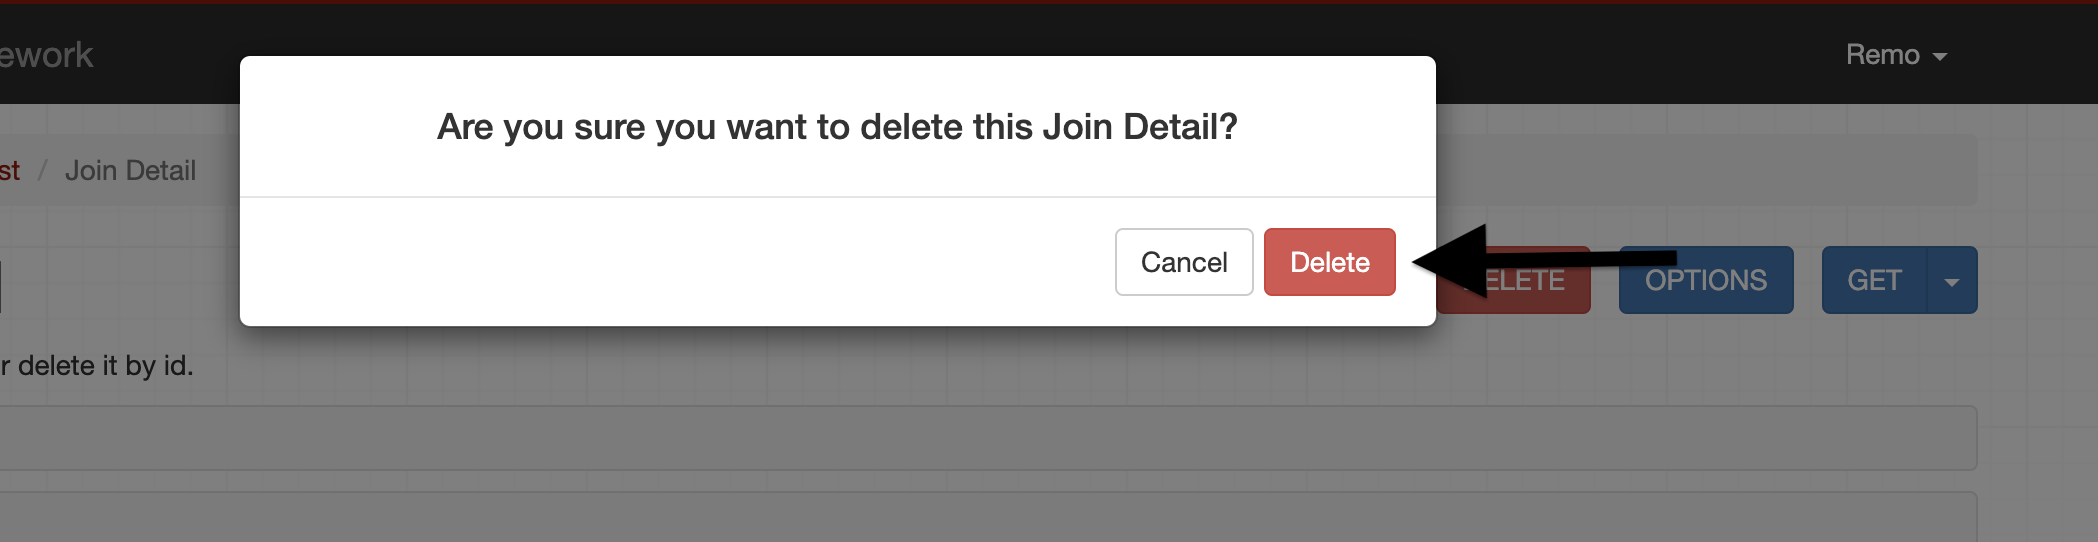 ework
Remo
Are you sure you want to delete this Join Detail?
st / Join Detail
Cancel
Delete
ELETE
OPTIONS
GET
r delete it by id.